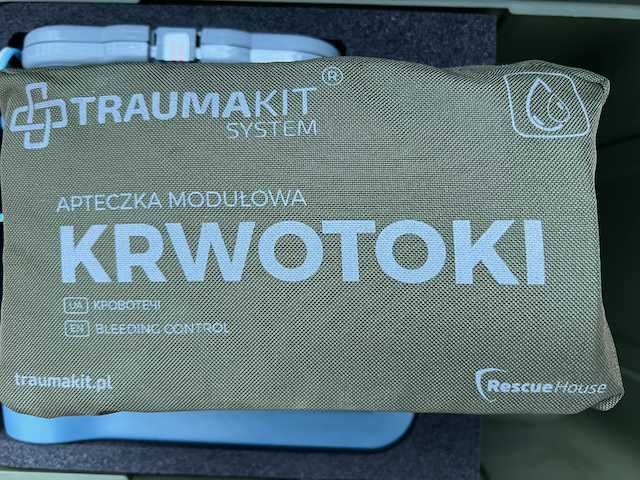 TRAUMAKIT®
SYSTEM
APTECZKA MODUŁOWA
KRWOTOKI
UA КРОВОТЕЧІ
EN BLEEDING CONTROL
traumakit.pl
RescueHouse